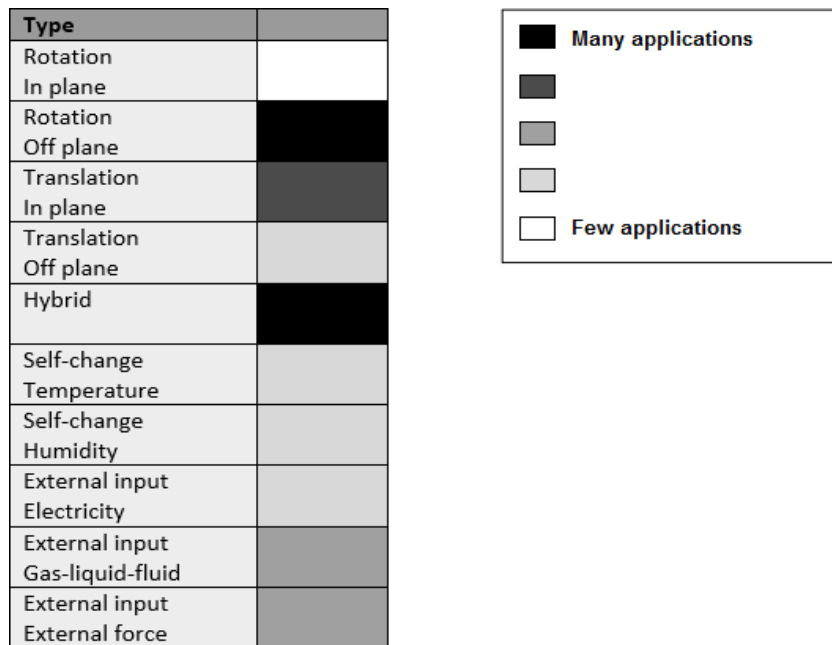 Type
Rotation
In plane
Rotation
Off plane
Translation
In plane
Translation
Off plane
Hybrid
Self-change
Temperature
Self-change
Humidity
External input
Electricity
External input
Gas-liquid-fluid
External input
External force
Many applications
Few applications